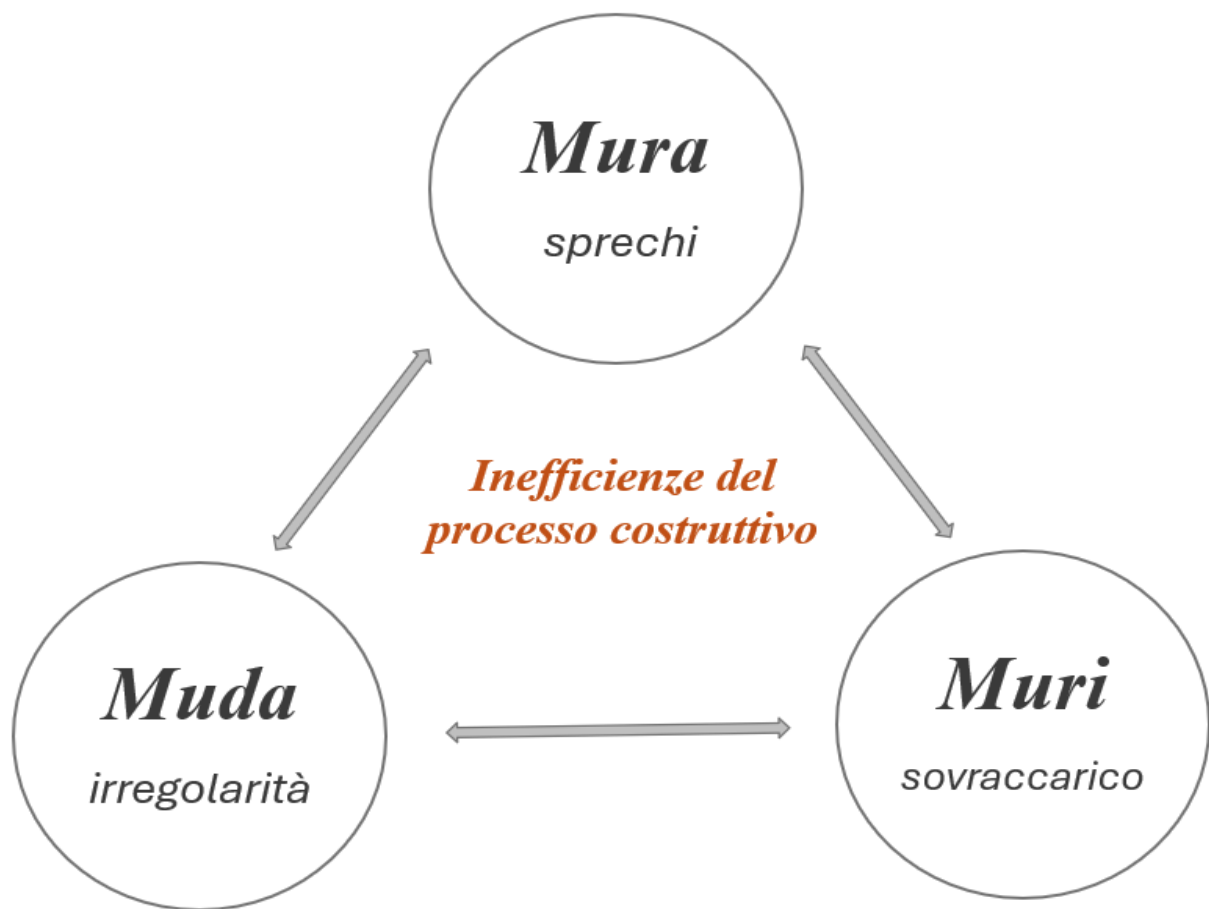 Mura
sprechi
Inefficienze del
processo costruttivo
Muda
irregolarità
Muri
sovraccarico